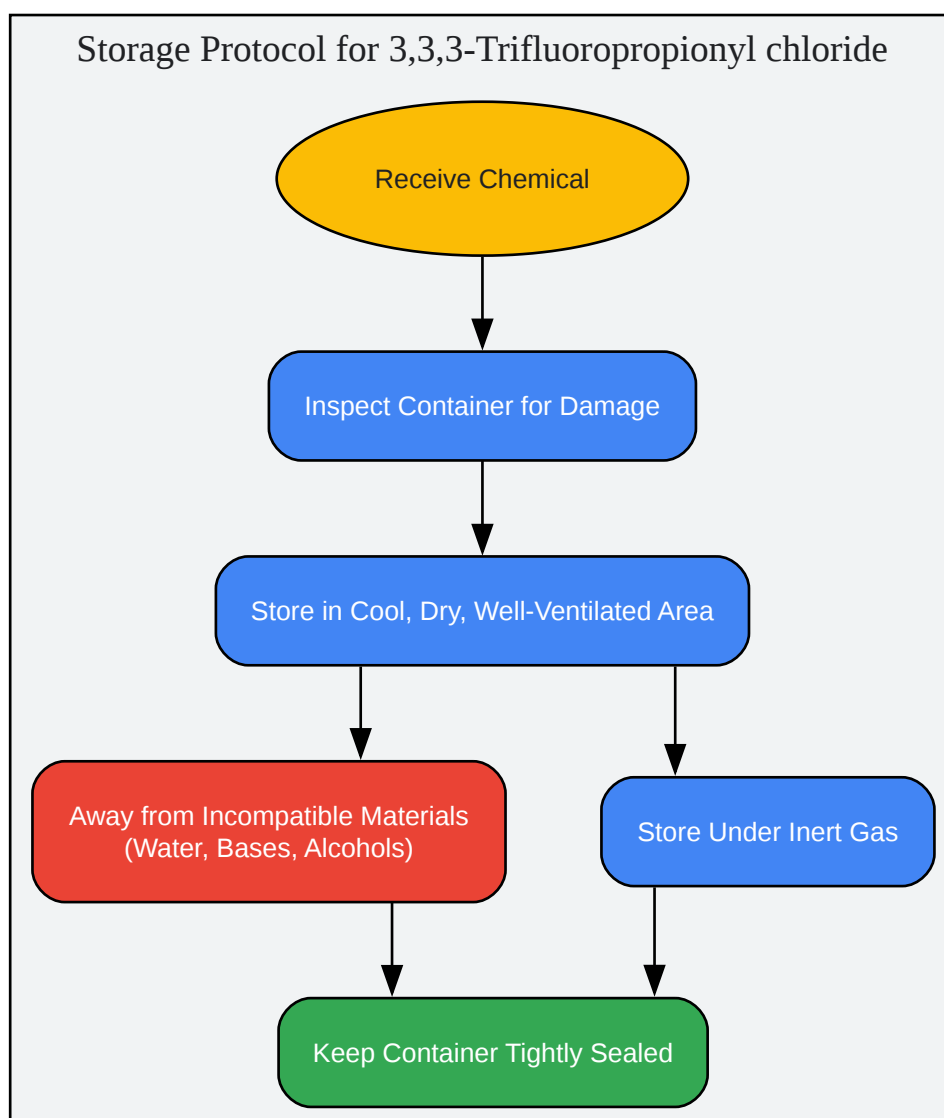 Storage Protocol for 3,3,3-Trifluoropropionyl chloride
Receive Chemical
Inspect Container for Damage
Store in Cool, Dry, Well-Ventilated Area
Away from Incompatible Materials
(Water, Bases, Alcohols)
Store Under Inert Gas
Keep Container Tightly Sealed